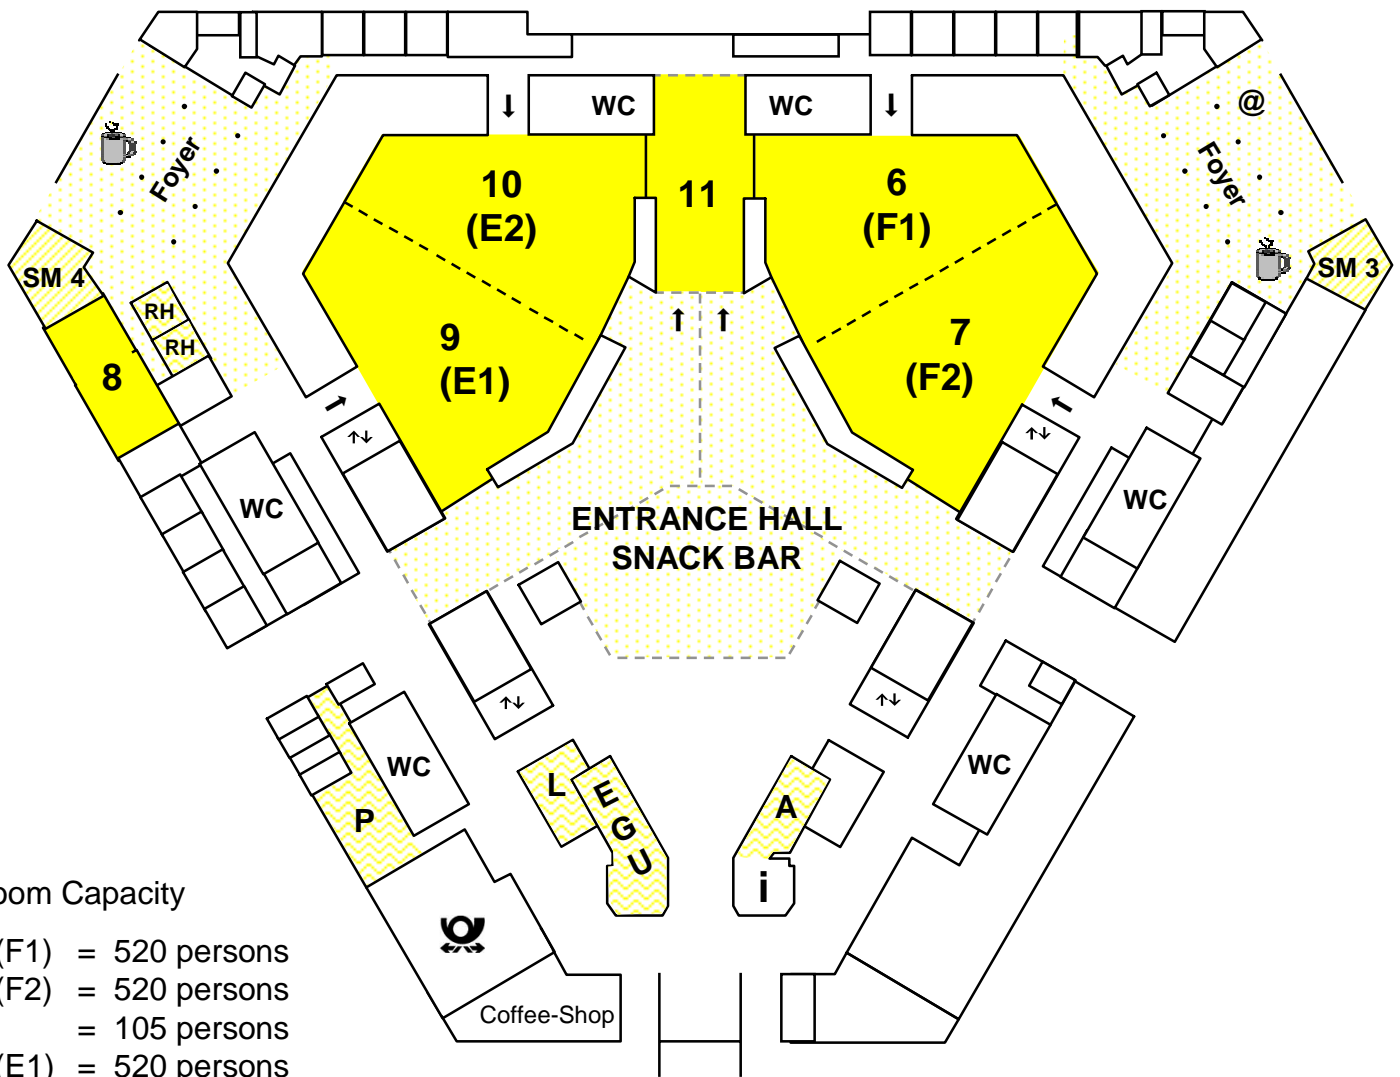 WC
WC
@
Foyer
Foyer
10
(E2)
11
6
(F1)
SM 4
SM 3
RH
RH
8
9
(E1)
7
(F2)
WC
WC
ENTRANCE HALL
SNACK BAR
WC
WC
L
E
G
U
A
P
i
oom Capacity
(F1) = 520 persons
(F2) = 520 persons
= 105 persons
(E1) = 520 persons
Coffee-Shop